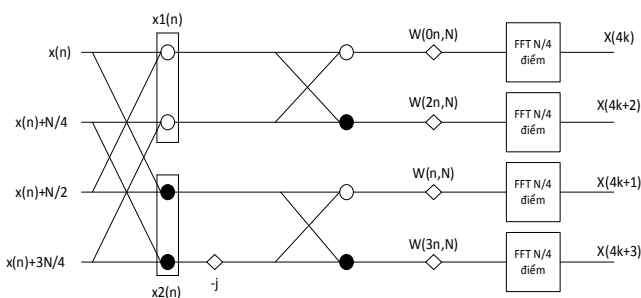 x1(n)
x(n)
W(0n,N)
FFT N/4
điểm
X(4k)
x(n)+N/4
W(2n,N)
FFT N/4
điểm
X(4k+2)
x(n)+N/2
W(n,N)
FFT N/4
điểm
X(4k+1)
x(n)+3N/4
W(3n,N)
FFT N/4
điểm
X(4k+3)
-j
x2(n)